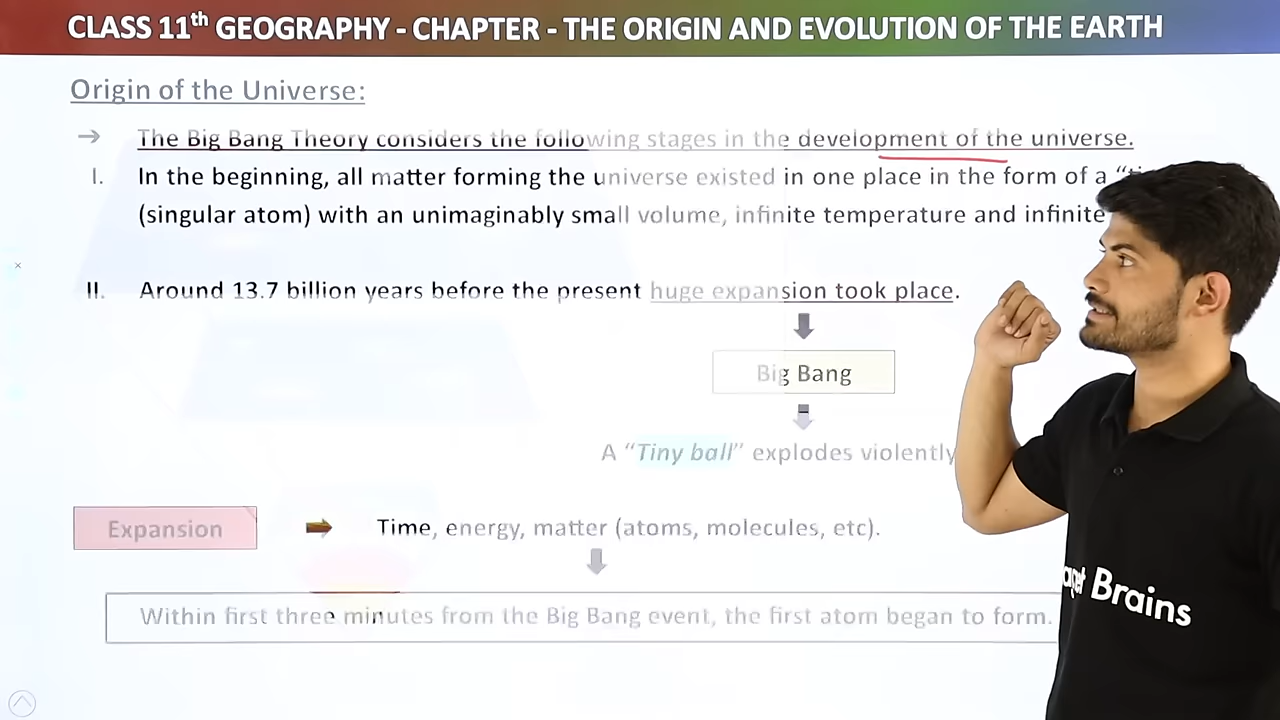 CLASS 11th GEOGRAPHY - CHAPTER - THE ORIGIN AND EVOLUTION OF THE EARTH
Origin of the Universe:
→ The Big Bang Theory considers the following stages in the development of the universe.
I. In the beginning, all matter forming the universe existed in one place in the form of a “
(singular atom) with an unimaginably small volume, infinite temperature and infinite
II. Around 13.7 billion years before the present huge expansion took place.
Big Bang
A “Tiny ball” explodes violently
Expansion
Time, energy, matter (atoms, molecules, etc).
Within first three minutes from the Big Bang event, the first atom began to form.
Brains